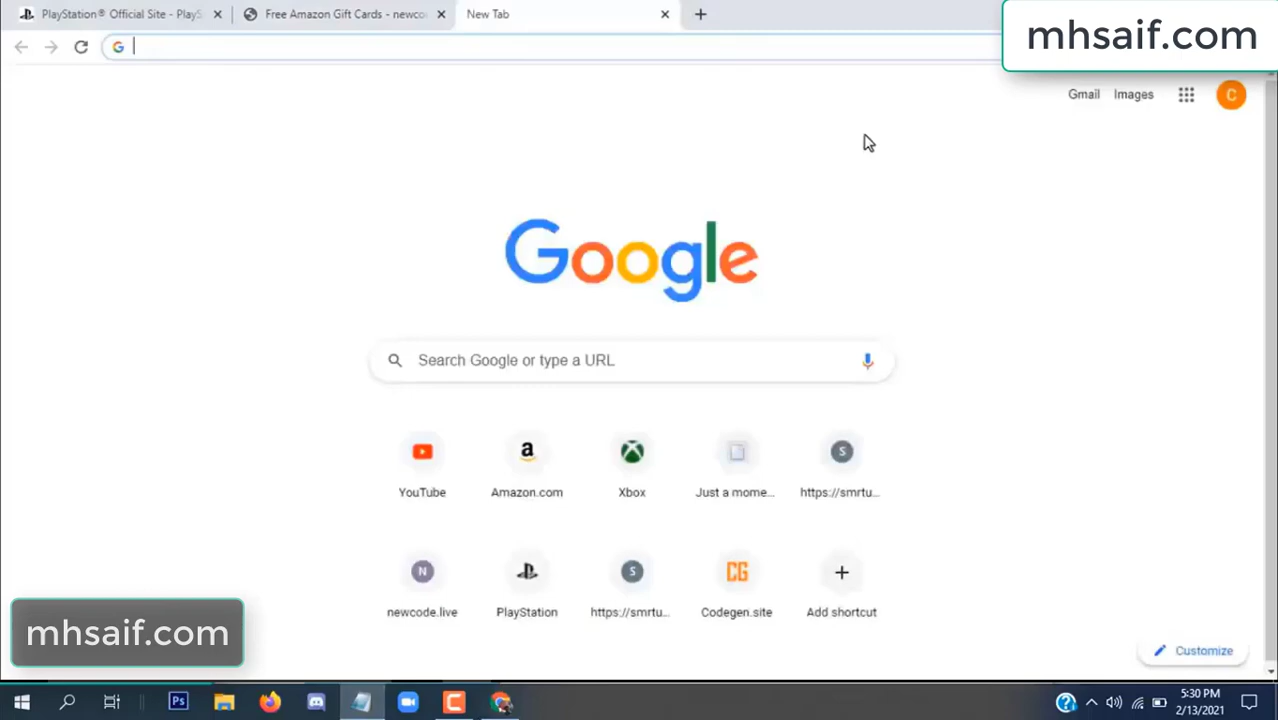 PlayStation® Official Site - PlayS
Free Amazon Gift Cards - newco
New Tab
mhsaif.com
Gmail
Images
C
Google
Search Google or type a URL
YouTube
Amazon.com
Xbox
Just a mome...
https://smrtu...
newcode.live
PlayStation
https://smrtu...
Codegen.site
Add shortcut
mhsaif.com
Customize
5:30 PM
2/13/2021